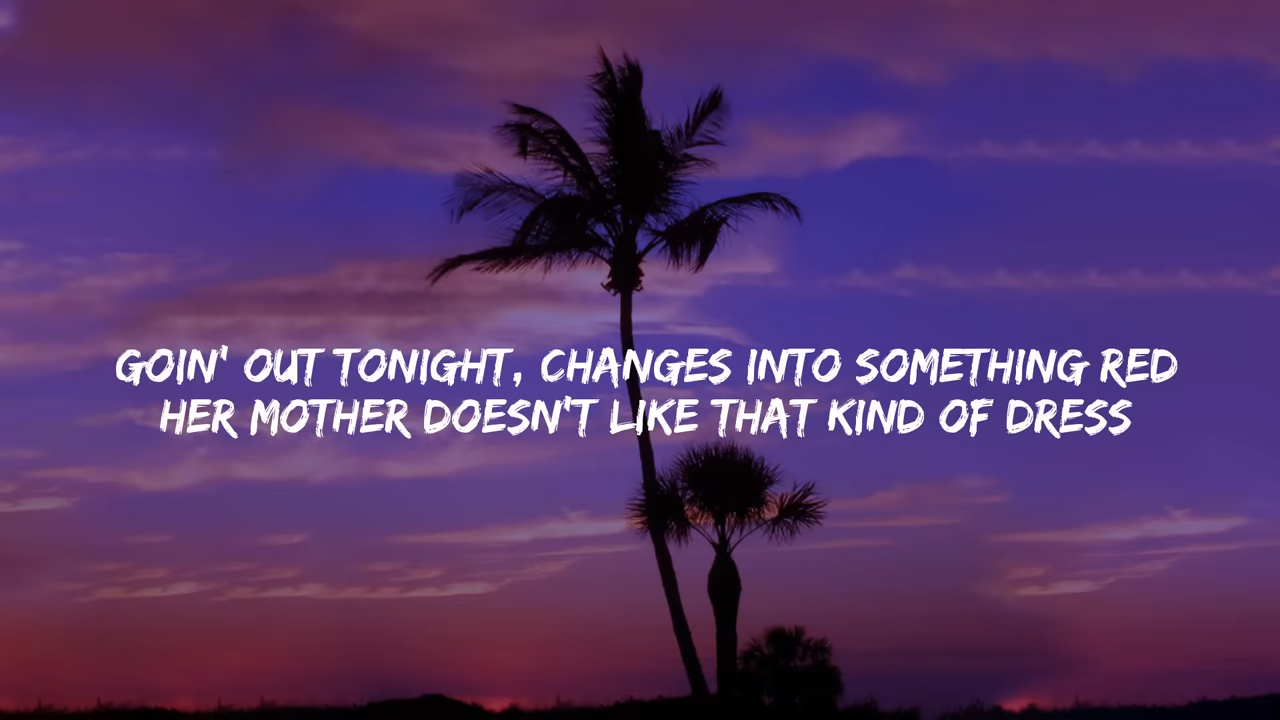 GOIN' OUT TONIGHT, CHANGES INTO SOMETHING RED
HER MOTHER DOESN'T LIKE THAT KIND OF DRESS